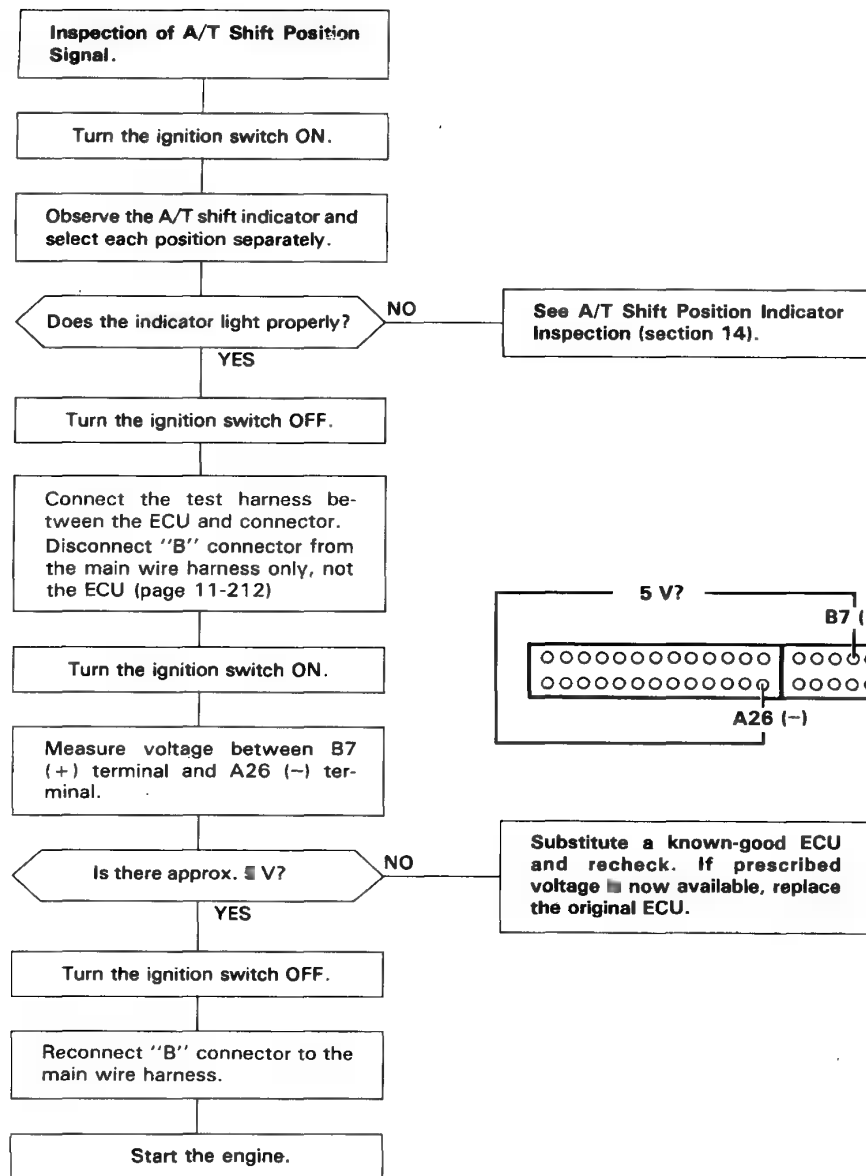 Inspection of A/T Shift Position
Signal.
Turn the ignition switch ON.
Observe the A/T shift indicator and
select each position separately.
Does the indicator light properly?
NO
See A/T Shift Position Indicator
Inspection (section 14).
YES
Turn the ignition switch OFF.
Connect the test harness be-
tween the ECU and connector.
Disconnect "B" connector from
the main wire harness only, not
the ECU (page 11-212)
5 V?
B7 (
A26 (−)
Turn the ignition switch ON.
Measure voltage between B7
(+) terminal and A26 (−) ter-
minal.
Is there approx. V?
NO
Substitute a known-good ECU
and recheck. If prescribed
voltage now available, replace
the original ECU.
YES
Turn the ignition switch OFF.
Reconnect "B" connector to the
main wire harness.
Start the engine.